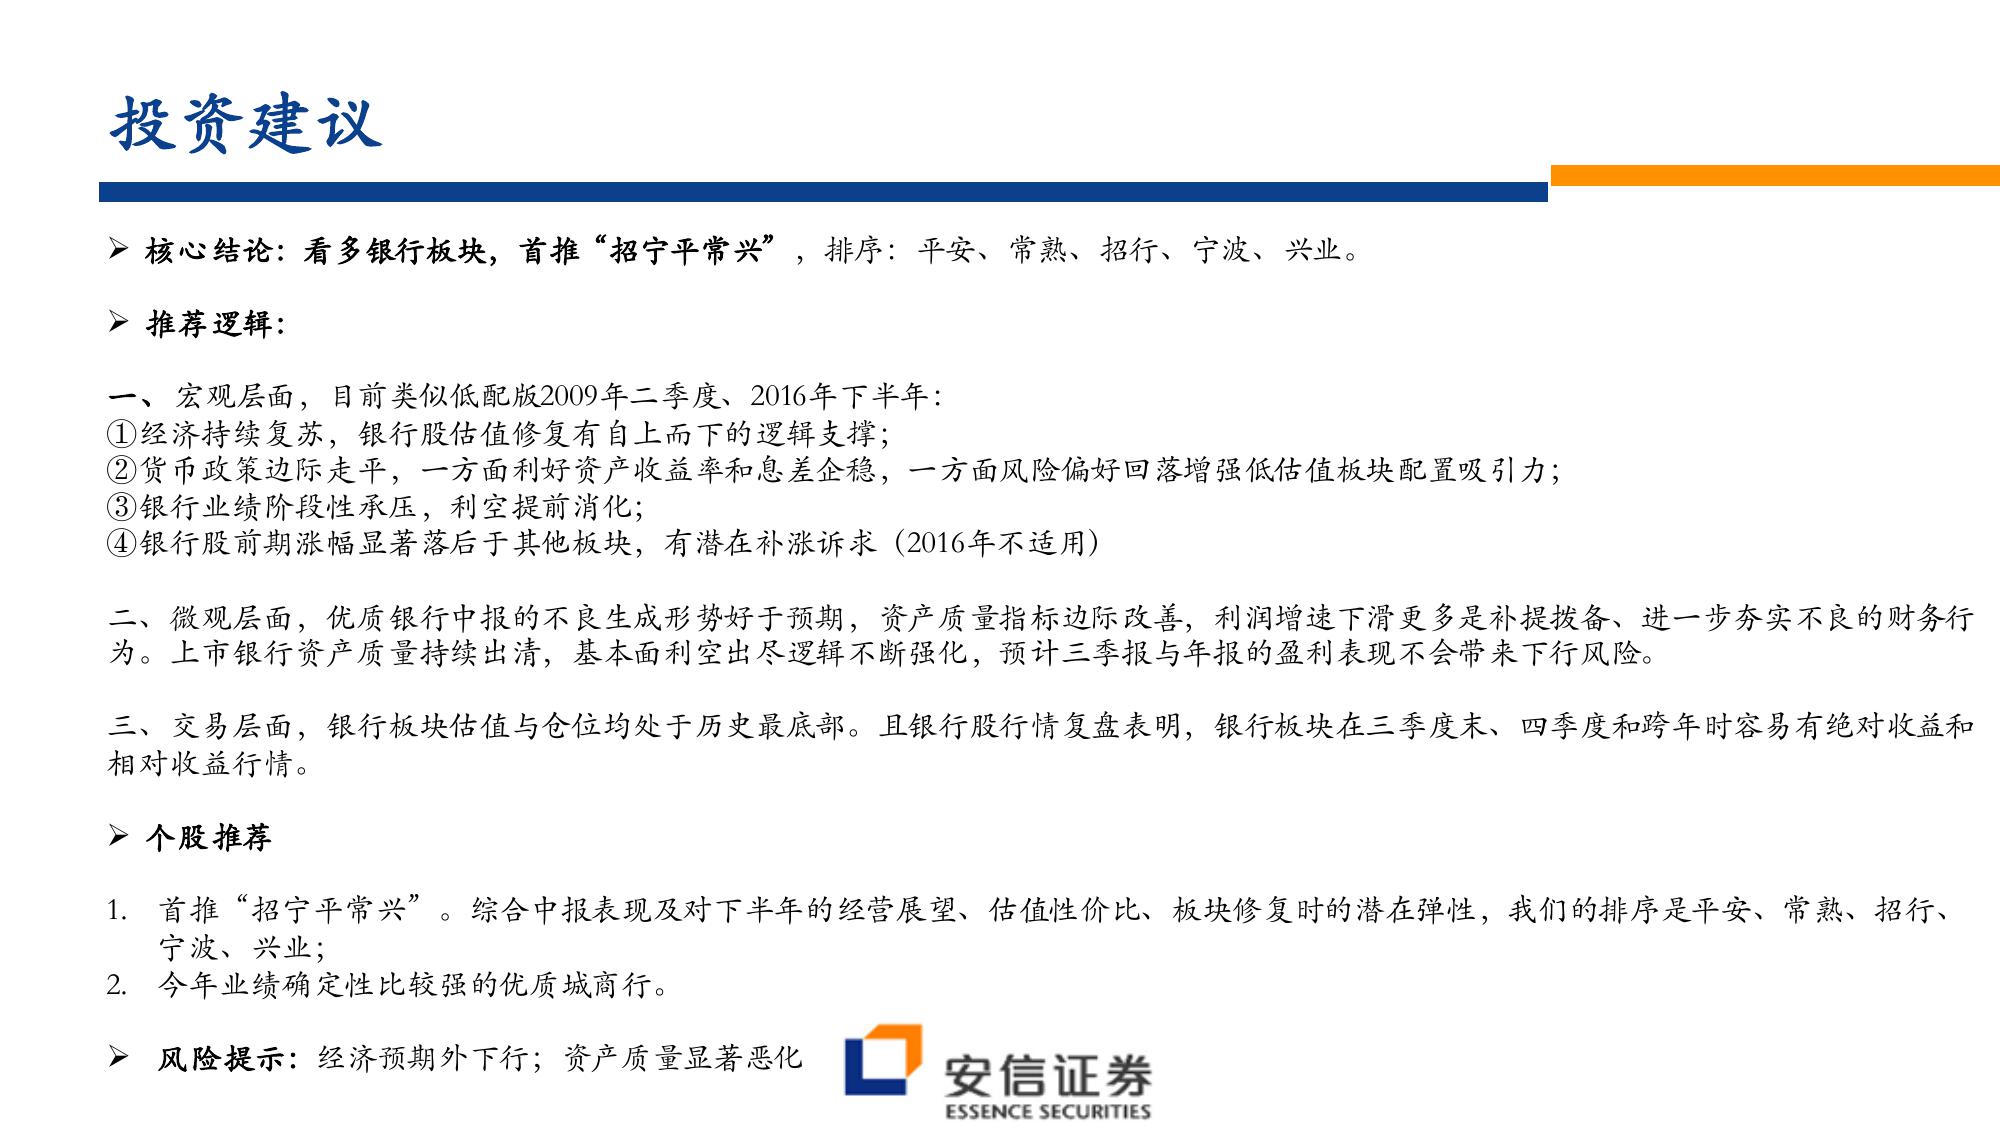 投资建议
➢ 核心结论：看多银行板块，首推“招宁平常兴”，排序：平安、常熟、招行、宁波、兴业。
➢ 推荐逻辑：
一、宏观层面，目前类似低配版2009年二季度、2016年下半年：
①经济持续复苏，银行股估值修复有自上而下的逻辑支撑；
②货币政策边际走平，一方面利好资产收益率和息差企稳，一方面风险偏好回落增强低估值板块配置吸引力；
③银行业绩阶段性承压，利空提前消化；
④银行股前期涨幅显著落后于其他板块，有潜在补涨诉求（2016年不适用）
二、微观层面，优质银行中报的不良生成形势好于预期，资产质量指标边际改善，利润增速下滑更多是补提拨备、进一步夯实不良的财务行
为。上市银行资产质量持续出清，基本面利空出尽逻辑不断强化，预计三季报与年报的盈利表现不会带来下行风险。
三、交易层面，银行板块估值与仓位均处于历史最底部。且银行股行情复盘表明，银行板块在三季度末、四季度和跨年时容易有绝对收益和
相对收益行情。
➢ 个股推荐
1. 首推“招宁平常兴”。综合中报表现及对下半年的经营展望、估值性价比、板块修复时的潜在弹性，我们的排序是平安、常熟、招行、
宁波、兴业；
2. 今年业绩确定性比较强的优质城商行。
➢ 风险提示：经济预期外下行；资产质量显著恶化
安信证券
ESSENCE SECURITIES